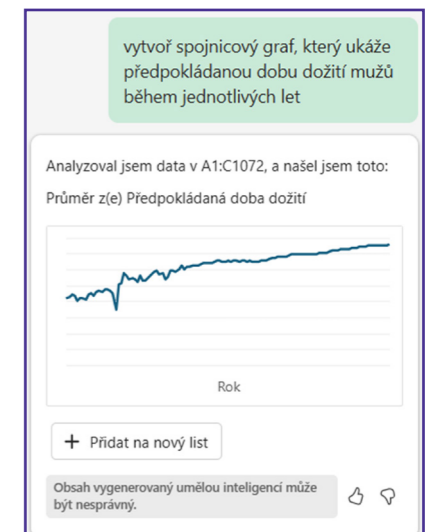 vytvoř spojnicový graf, který ukáže
předpokládanou dobu dožití mužů
během jednotlivých let
Analyzoval jsem data v A1:C1072, a našel jsem toto:
Průměr z(e) Předpokládaná doba dožití
Rok
+ Přidat na nový list
Obsah vygenerovaný umělou inteligencí může
být nesprávný.